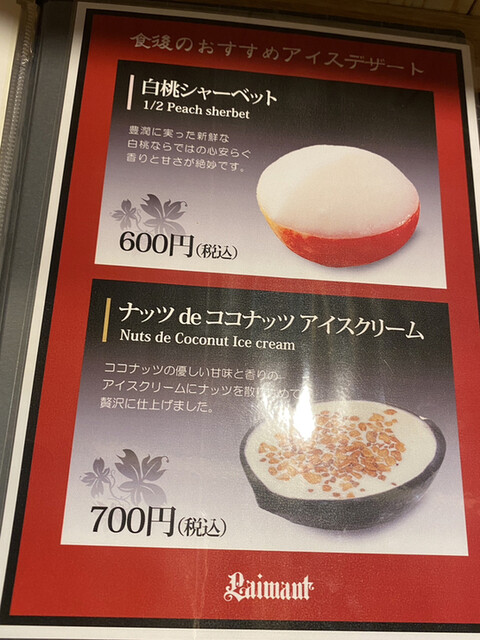 食後のおすすめアイスデザート
白桃シャーベット
1/2 Peach sherbet
豊潤に実った新鮮な
白桃ならではの心安らぐ
香りと甘さが絶妙です。
600円(税込)
ナッツ de ココナッツ アイスクリーム
Nuts de Coconut Ice cream
ココナッツの優しい甘味と香りの
アイスクリームにナッツを散
めて
贅沢に仕上げました。
700円(税込)
Laimant